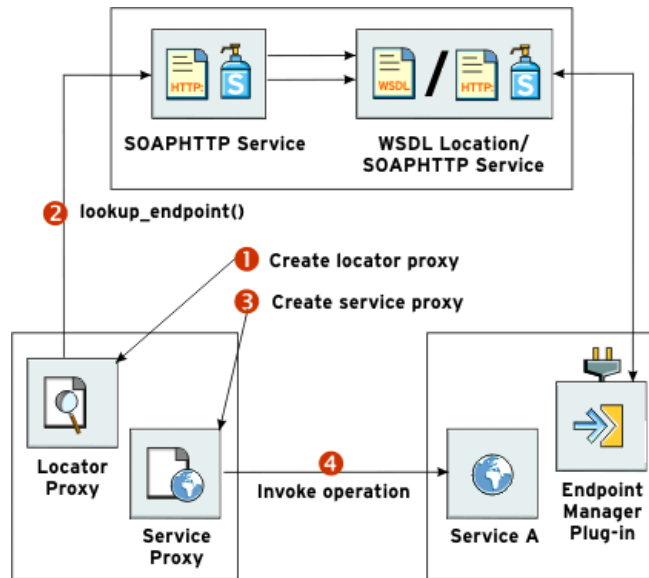 HTTP:
S
WSDL
/
HTTP:
S
SOAPHTTP Service
WSDL Location/
SOAPHTTP Service
2 lookup_endpoint()
1 Create locator proxy
3 Create service proxy
Locator
Proxy
Service
Proxy
4
Invoke operation
Service A
Endpoint
Manager
Plug-in